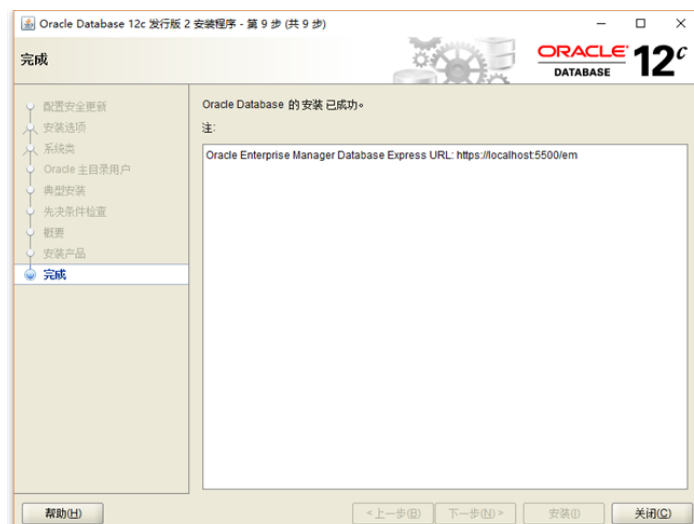 Oracle Database 12c 发行版 2 安装程序 - 第 9 步 (共 9 步)
完成
ORACLE
DATABASE
12c
配置安全更新
安装选项
系统类
Oracle 主目录用户
典型安装
先决条件检查
概要
安装产品
完成
Oracle Database 的安装 已成功。
注:
Oracle Enterprise Manager Database Express URL: https://localhost:5500/em
帮助(H)
<上一步(B)
下一步(N)>
安装(I)
关闭(C)